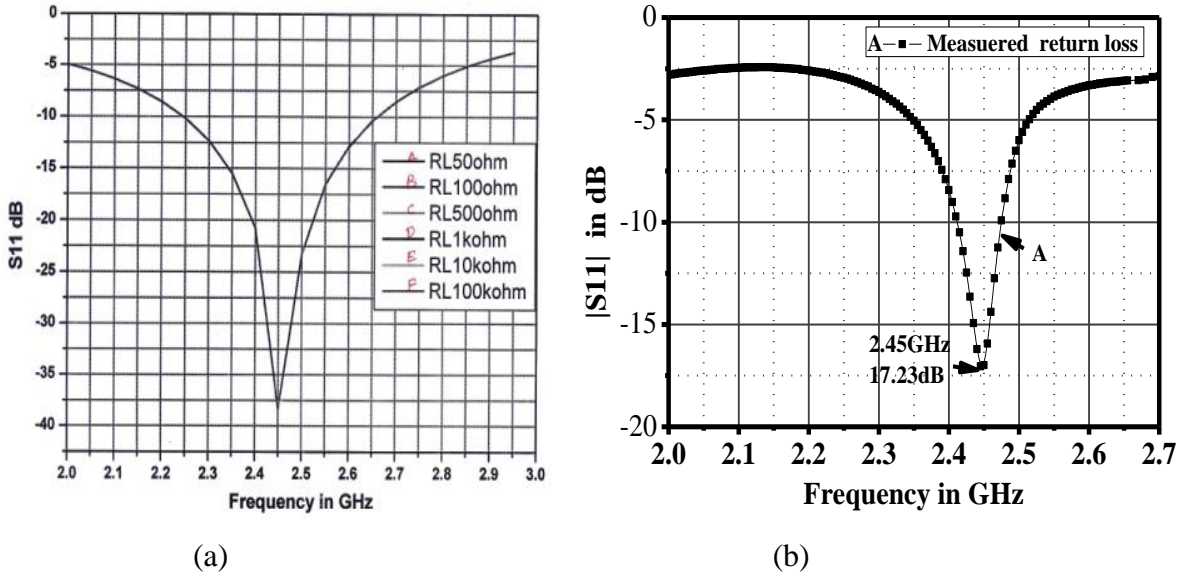 0
-5
-10
-15
-20
-25
-30
-35
-40
S11 dB
2.0 2.1 2.2 2.3 2.4 2.5 2.6 2.7 2.8 2.9 3.0
Frequency in GHz
A RL50ohm
B RL100ohm
C RL500ohm
D RL1kohm
E RL10kohm
F RL100kohm
(a)
0
-5
-10
-15
-20
|S11| in dB
2.0 2.1 2.2 2.3 2.4 2.5 2.6 2.7
Frequency in GHz
A Measuered return loss
A
2.45GHz
17.23dB
(b)